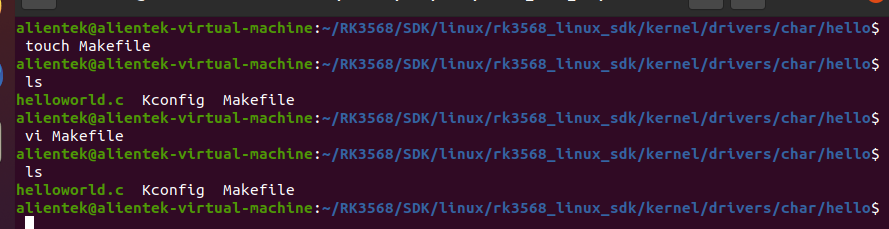 alientek@alientek-virtual-machine:~/RK3568/SDK/linux/rk3568_linux_sdk/kernel/drivers/char/hello$
touch Makefile
alientek@alientek-virtual-machine:~/RK3568/SDK/linux/rk3568_linux_sdk/kernel/drivers/char/hello$
ls
helloworld.c  Kconfig  Makefile
alientek@alientek-virtual-machine:~/RK3568/SDK/linux/rk3568_linux_sdk/kernel/drivers/char/hello$
vi Makefile
alientek@alientek-virtual-machine:~/RK3568/SDK/linux/rk3568_linux_sdk/kernel/drivers/char/hello$
ls
helloworld.c  Kconfig  Makefile
alientek@alientek-virtual-machine:~/RK3568/SDK/linux/rk3568_linux_sdk/kernel/drivers/char/hello$